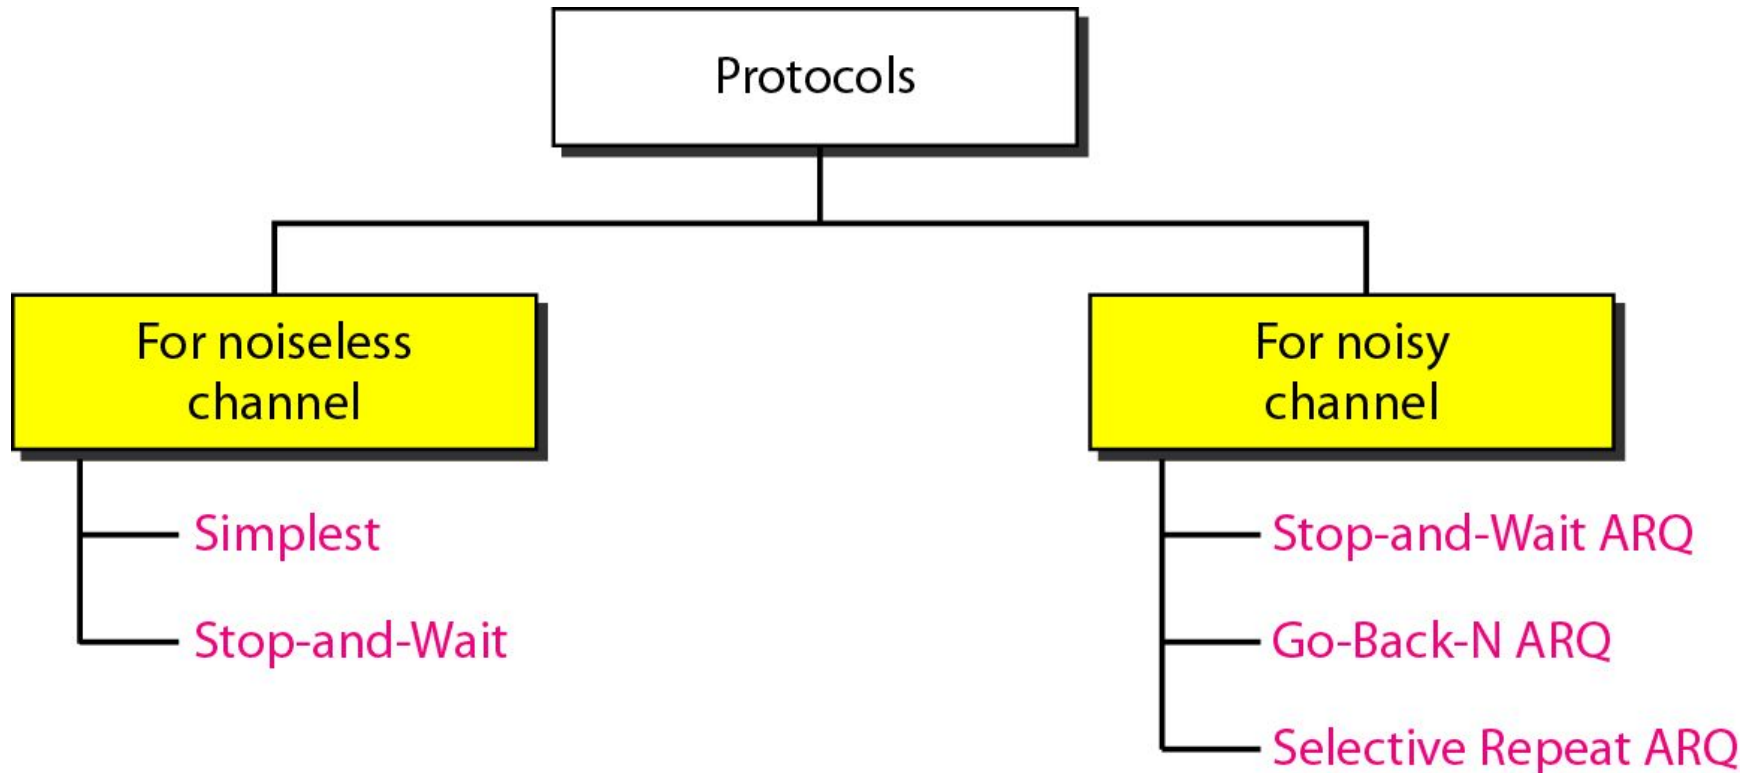 Protocols
For noiseless
channel
For noisy
channel
Simplest
Stop-and-Wait
Stop-and-Wait ARQ
Go-Back-N ARQ
Selective Repeat ARQ